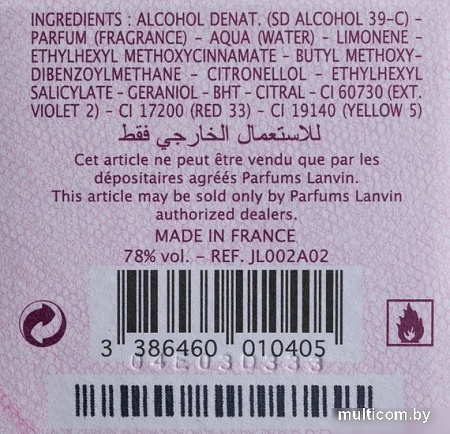 INGREDIENTS : ALCOHOL DENAT. (SD ALCOHOL 39-C) -
PARFUM (FRAGRANCE) - AQUA (WATER) - LIMONENE -
ETHYLHEXYL METHOXYCINNAMATE - BUTYL METHOXY-
DIBENZOYLMETHANE - CITRONELLOL - ETHYLHEXYL
SALICYLATE - GERANIOL - BHT - CITRAL - CI 60730 (EXT.
VIOLET 2) - CI 17200 (RED 33) - CI 19140 (YELLOW 5)
للاستعمال الخارجي فقط
Cet article ne peut être vendu que par les
dépositaires agréés Parfums Lanvin.
This article may be sold only by Parfums Lanvin
authorized dealers.
MADE IN FRANCE
78% vol. - REF. JL002A02
3 386460 010405
multicom.by